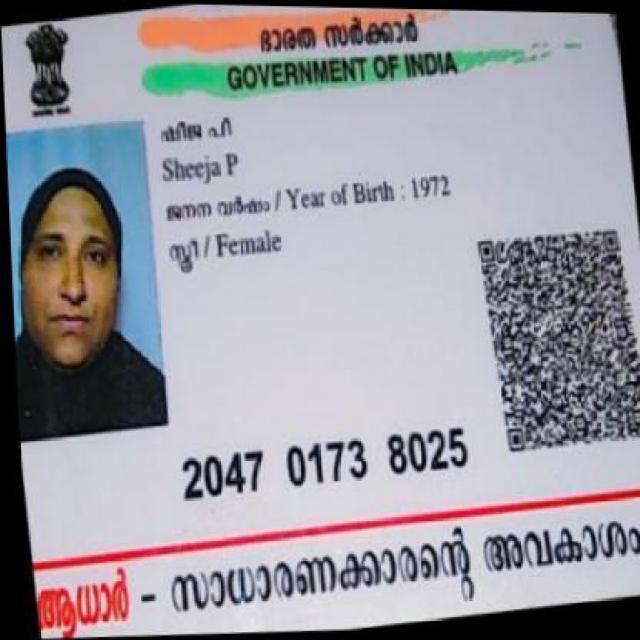 ഭാരത സർക്കാർ
GOVERNMENT OF INDIA
ഷീജ പി
Sheeja P
ജനന വർഷം / Year of Birth : 1972
സ്ത്രീ / Female
2047 0173 8025
ആധാർ - സാധാരണക്കാരന്റെ അവകാശം